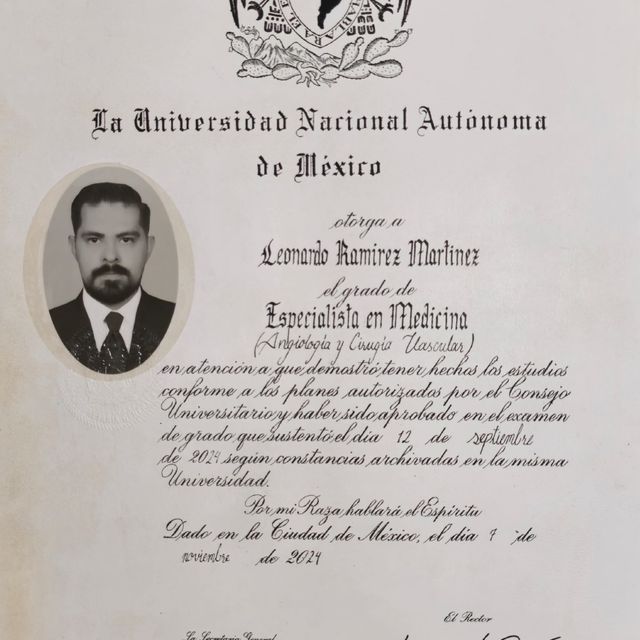 La Universidad Nacional Autónoma
de México
otorga a
Leonardo Ramirez Martinez
el grado de
Especialista en Medicina
(Angiología y Cirugía Vascular)
en atención a que demostró tener hechos los estudios
conforme a los planes autorizados por el Consejo
Universitario y haber sido aprobado en el examen
de grado que sustentó el día 12 de septiembre
de 2024 según constancias archivadas en la misma
Universidad.
Por mi Raza hablará el Espíritu
Dado en la Ciudad de México, el día 7 de
noviembre de 2024
El Rector
La Secretaria General